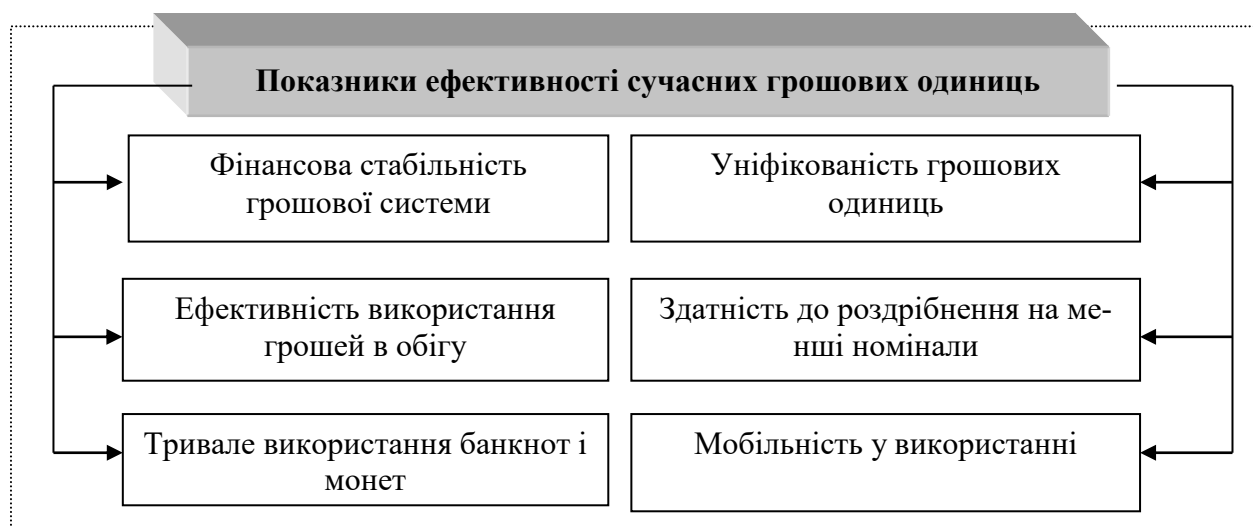 Показники ефективності сучасних грошових одиниць
Фінансова стабільність
грошової системи
Уніфікованість грошових
одиниць
Ефективність використання
грошей в обігу
Здатність до роздрібнення на ме-
нші номінали
Тривале використання банкнот і
монет
Мобільність у використанні